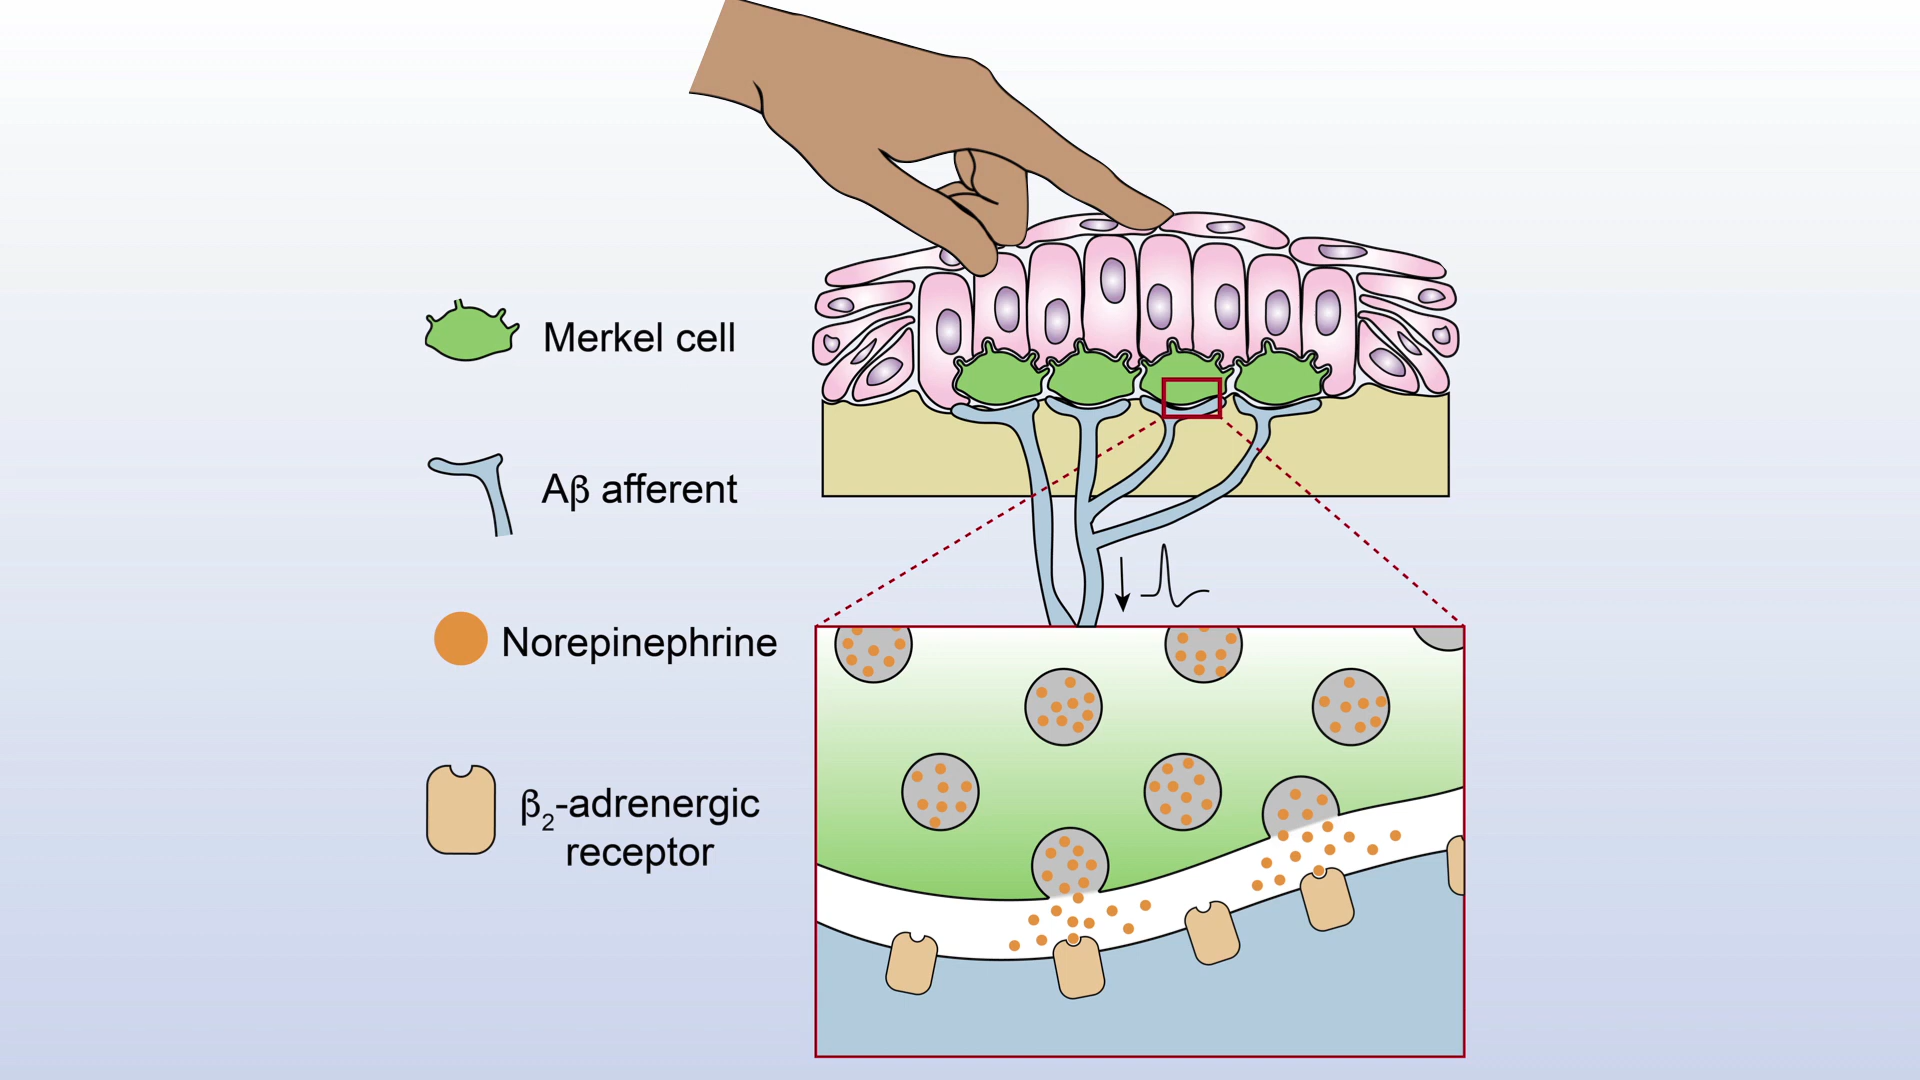 Merkel cell
Aβ afferent
Norepinephrine
β₂-adrenergic
receptor